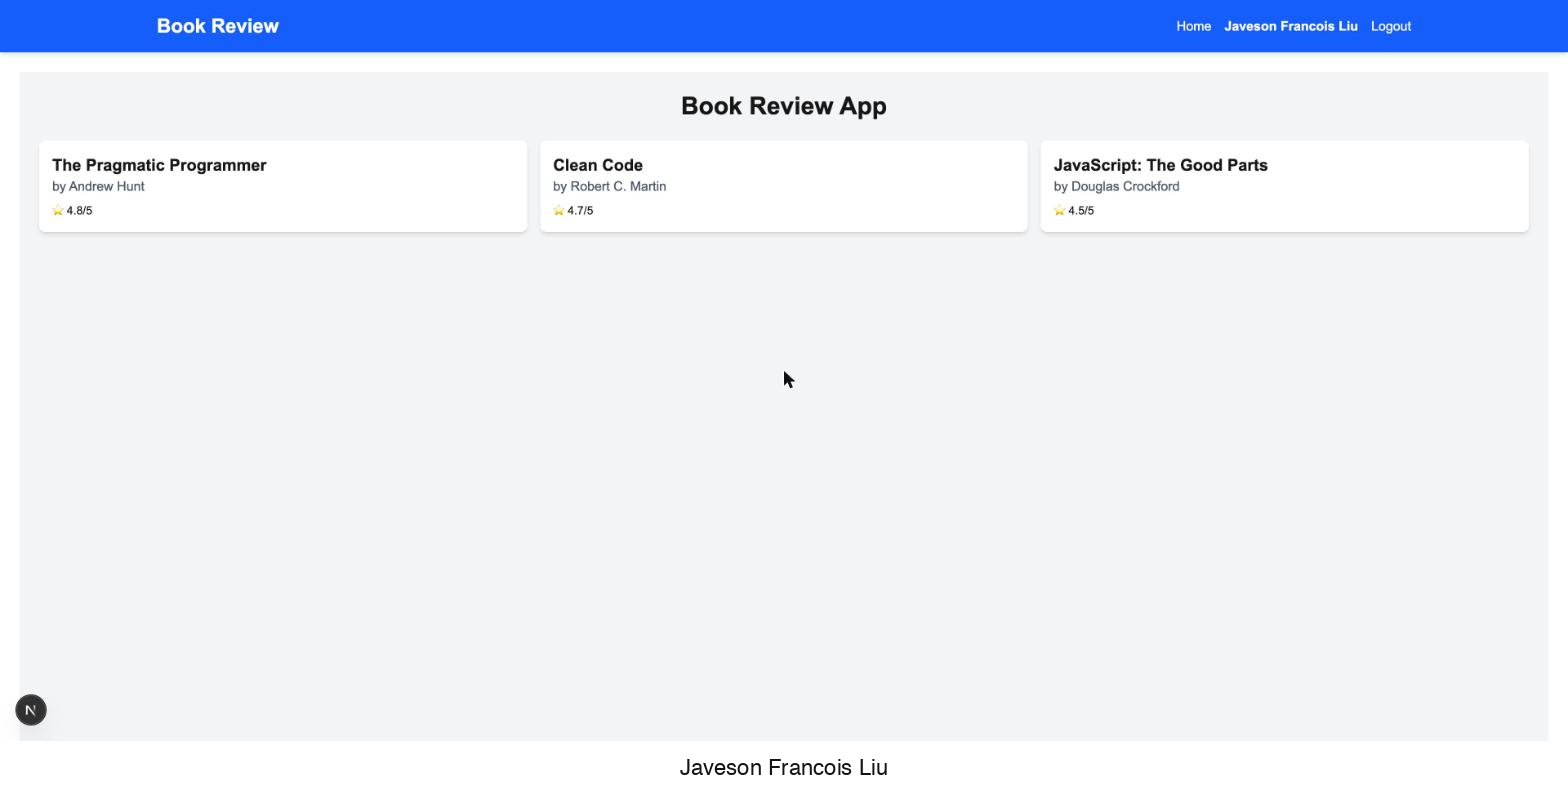 Book Review
Home Javeson Francois Liu Logout
Book Review App
The Pragmatic Programmer
by Andrew Hunt
⭐ 4.8/5
Clean Code
by Robert C. Martin
⭐ 4.7/5
JavaScript: The Good Parts
by Douglas Crockford
⭐ 4.5/5
N
Javeson Francois Liu